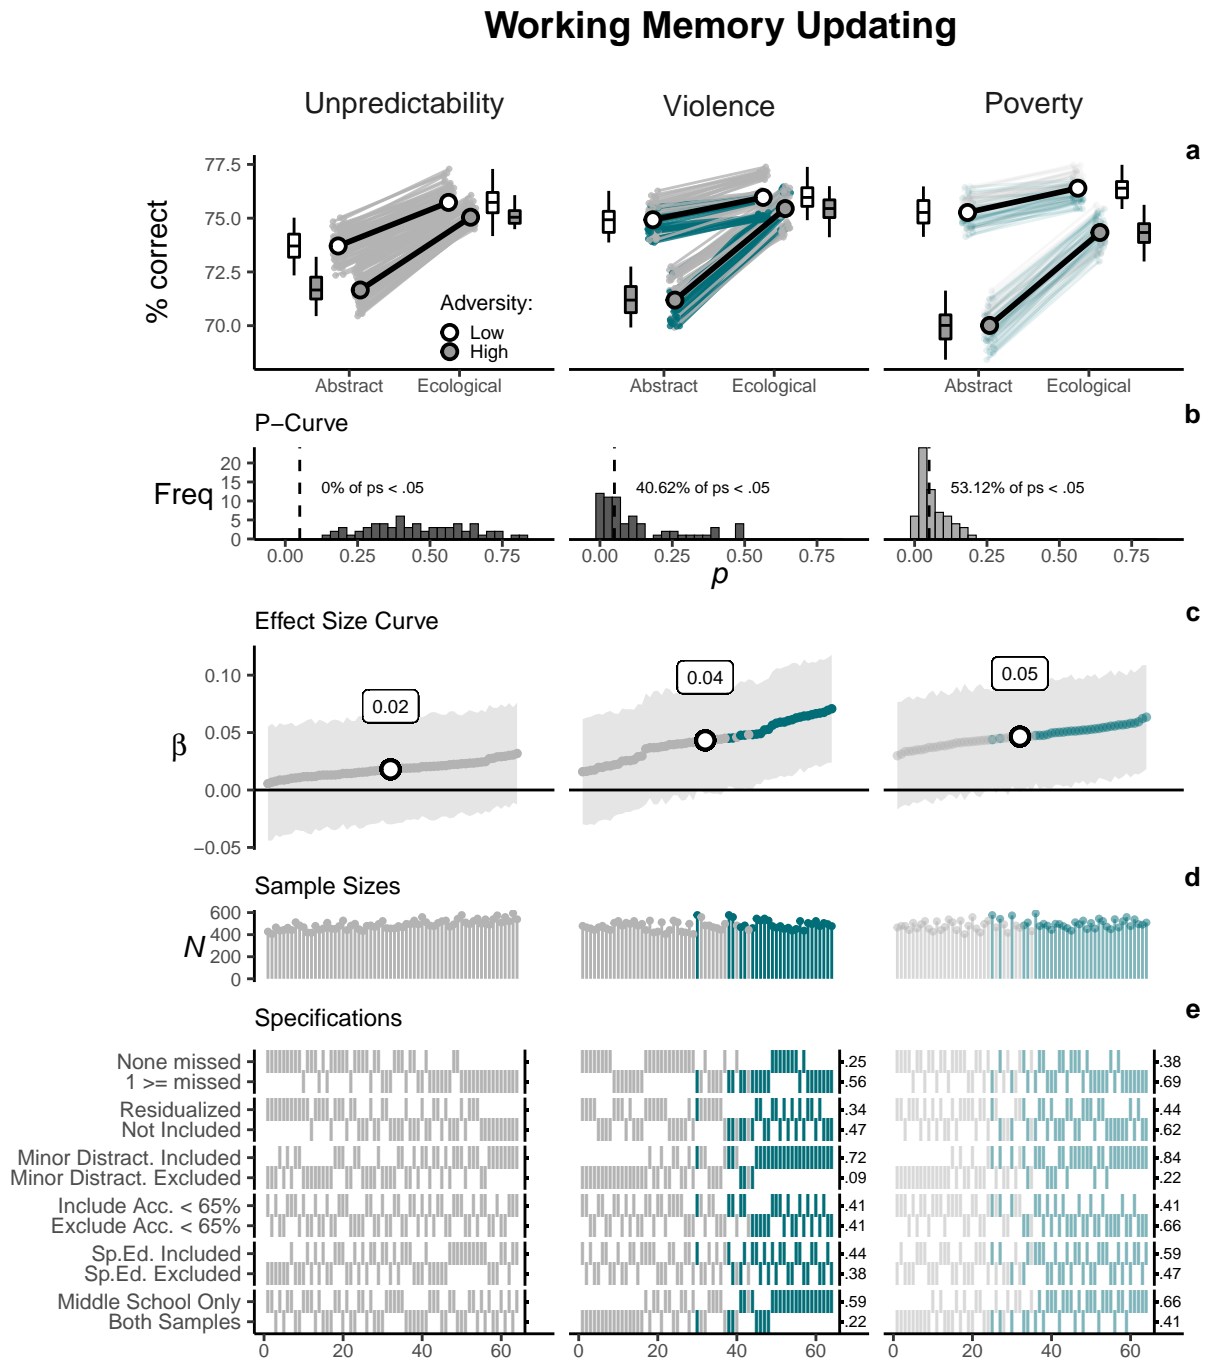 Working Memory Updating
Unpredictability Violence Poverty
a
77.5
75.0
72.5
70.0
% correct
Adversity:
Low
High
Abstract Ecological Abstract Ecological Abstract Ecological
b
P−Curve
20
15
10
5
0
Freq
0% of ps < .05 40.62% of ps < .05 53.12% of ps < .05
0.00 0.25 0.50 0.75 0.00 0.25 0.50 0.75 0.00 0.25 0.50 0.75
p
c
Effect Size Curve
0.10
0.05
0.00
−0.05
β
0.02 0.04 0.05
d
Sample Sizes
600
400
200
0
N
e
Specifications
None missed .25 .38
1 >= missed .56 .69
Residualized .34 .44
Not Included .47 .62
Minor Distract. Included .72 .84
Minor Distract. Excluded .09 .22
Include Acc. < 65% .41 .41
Exclude Acc. < 65% .41 .66
Sp.Ed. Included .44 .59
Sp.Ed. Excluded .38 .47
Middle School Only .59 .66
Both Samples .22 .41
0 20 40 60 0 20 40 60 0 20 40 60